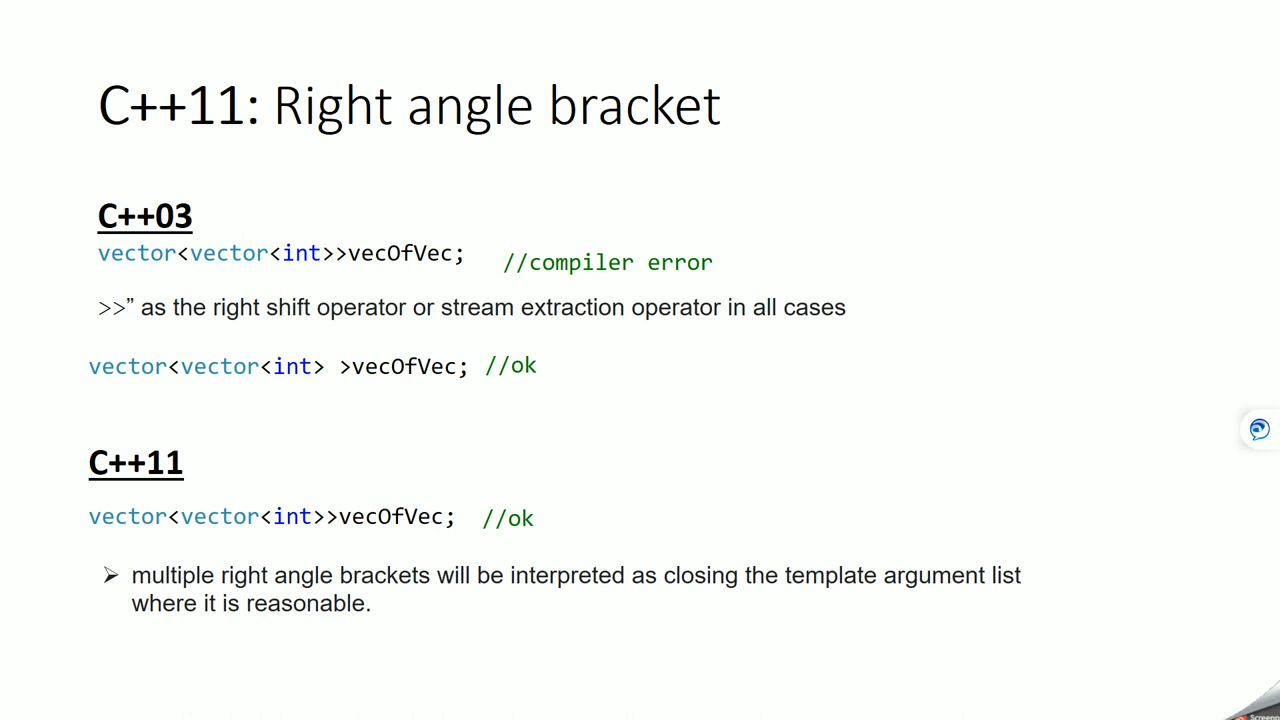 C++11: Right angle bracket
C++03
vector<vector<int>>vecOfVec; //compiler error
>>” as the right shift operator or stream extraction operator in all cases
vector<vector<int> >vecOfVec; //ok
C++11
vector<vector<int>>vecOfVec; //ok
➢ multiple right angle brackets will be interpreted as closing the template argument list
where it is reasonable.